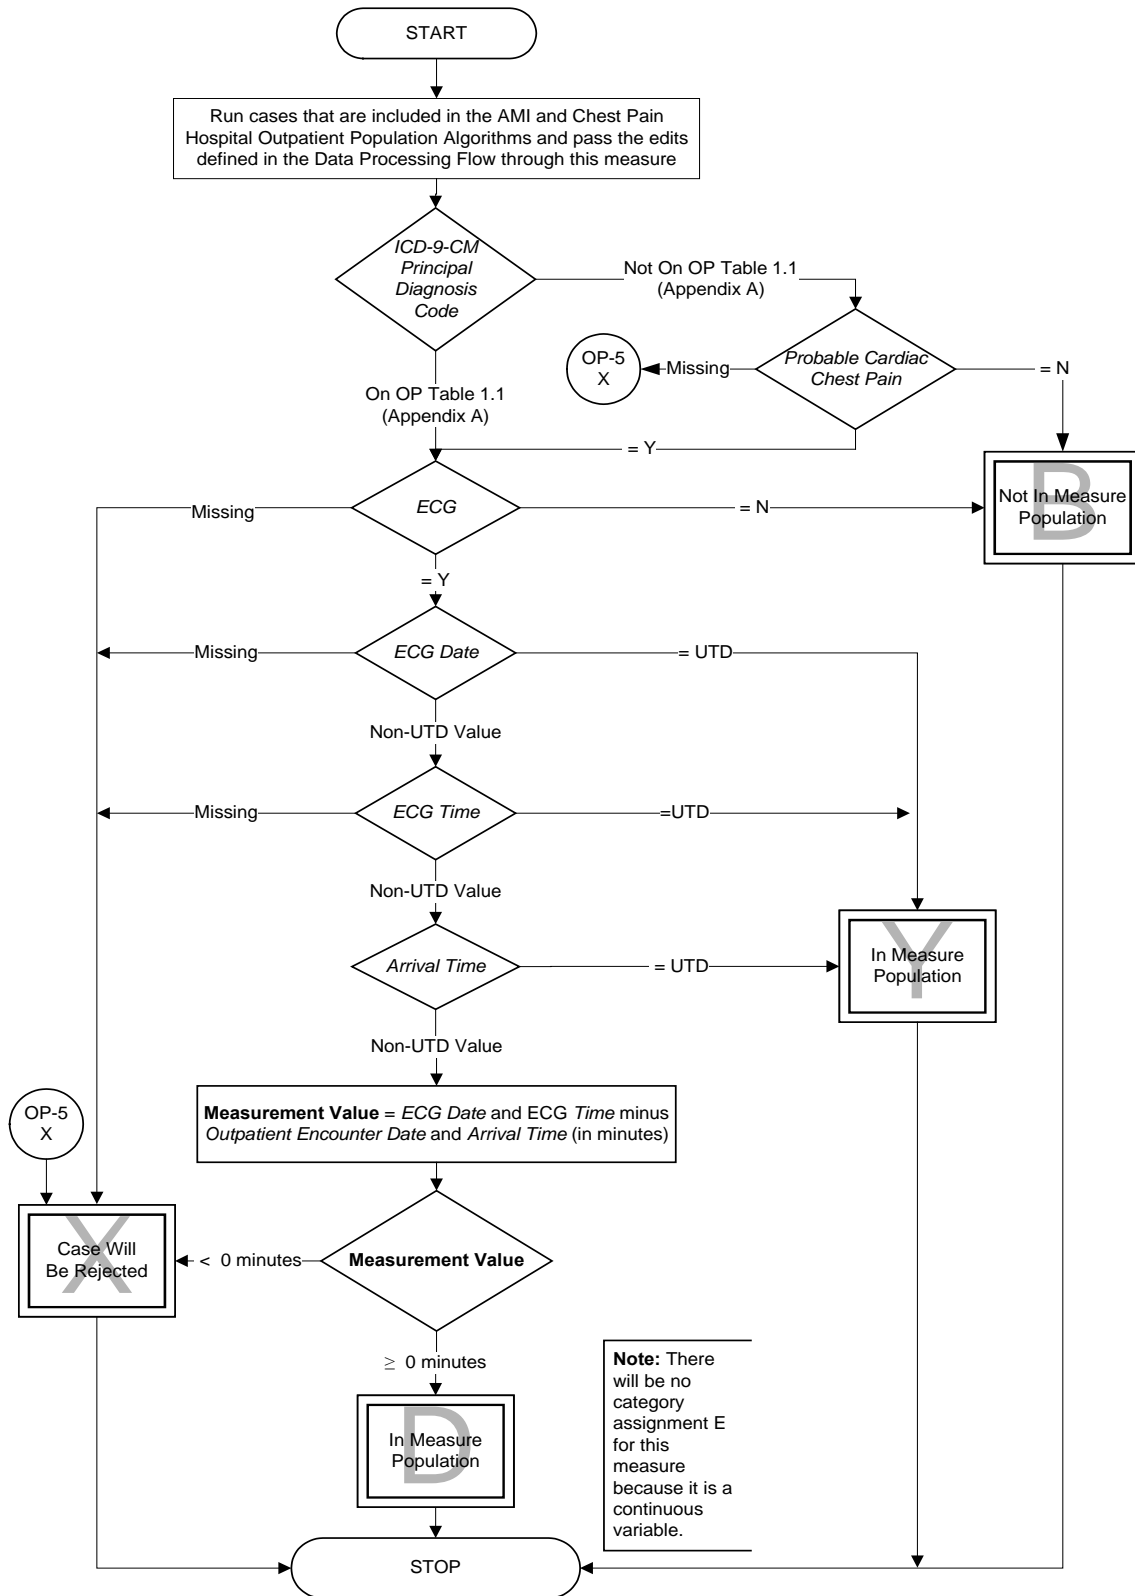 START
Run cases that are included in the AMI and Chest Pain
Hospital Outpatient Population Algorithms and pass the edits
defined in the Data Processing Flow through this measure
ICD-9-CM
Principal
Diagnosis
Code
Not On OP Table 1.1
(Appendix A)
OP-5
X
Missing
Probable Cardiac
Chest Pain
= N
On OP Table 1.1
(Appendix A)
= Y
Missing
ECG
= N
B
Not In Measure
Population
= Y
Missing
ECG Date
= UTD
Non-UTD Value
Missing
ECG Time
=UTD
Non-UTD Value
Arrival Time
= UTD
Y
In Measure
Population
Non-UTD Value
Measurement Value = ECG Date and ECG Time minus
Outpatient Encounter Date and Arrival Time (in minutes)
OP-5
X
X
Case Will
Be Rejected
< 0 minutes
Measurement Value
≥ 0 minutes
D
In Measure
Population
Note: There
will be no
category
assignment E
for this
measure
because it is a
continuous
variable.
STOP